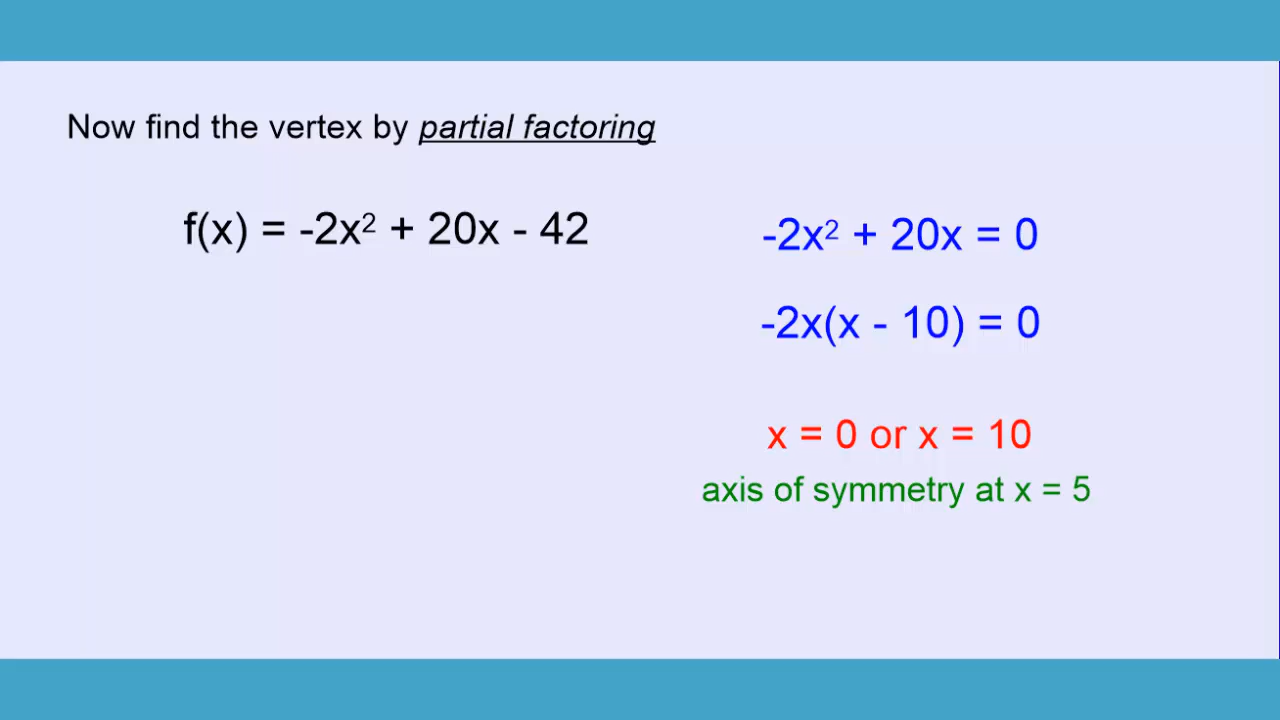 Now find the vertex by partial factoring
f(x) = -2x² + 20x - 42
-2x² + 20x = 0
-2x(x - 10) = 0
x = 0 or x = 10
axis of symmetry at x = 5